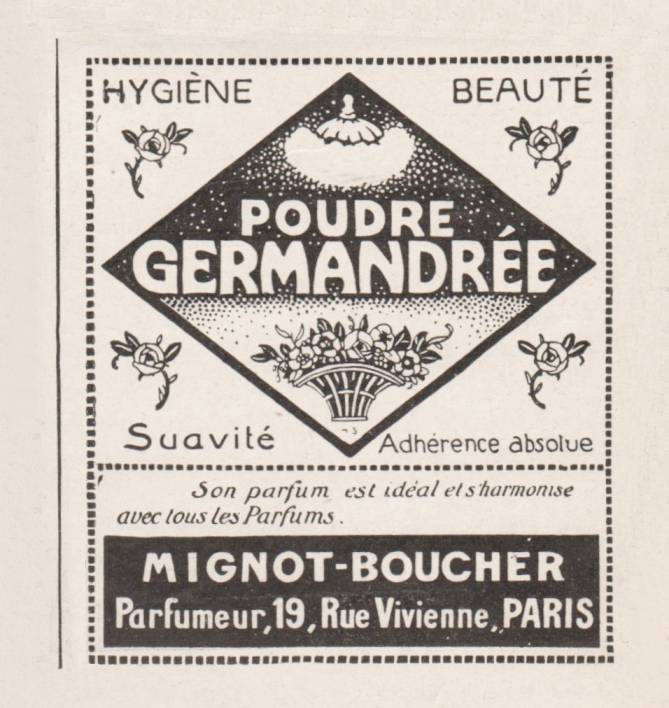 HYGIÈNE BEAUTÉ
POUDRE
GERMANDRÉE
Suavité Adhérence absolue
Son parfum est idéal et s'harmonise
avec tous les Parfums.
MIGNOT-BOUCHER
Parfumeur, 19, Rue Vivienne, PARIS